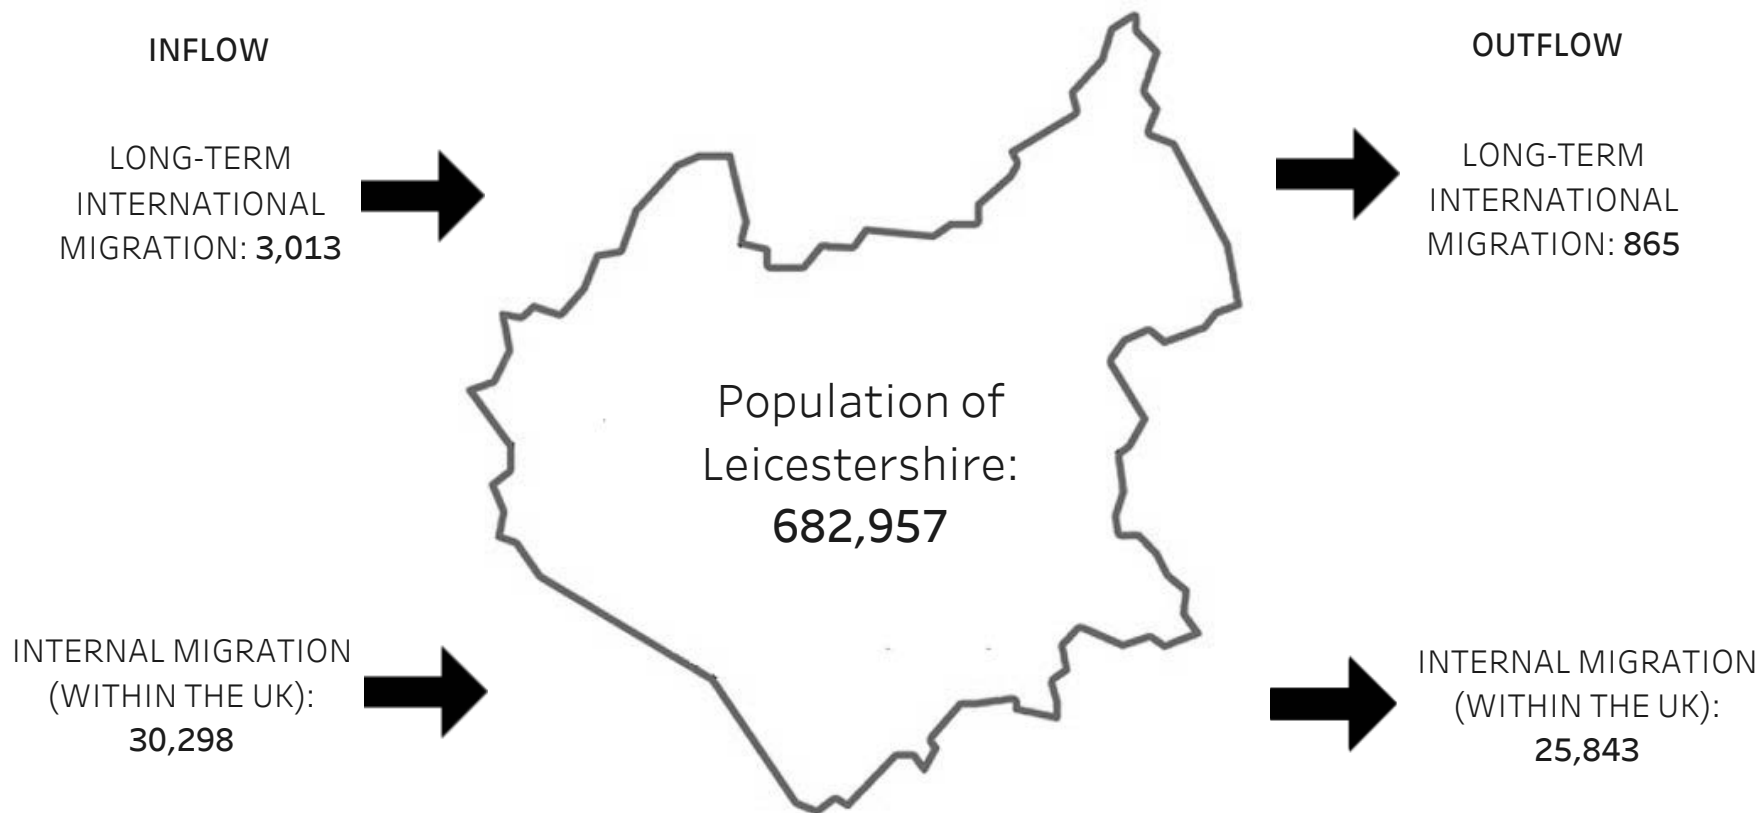 INFLOW
LONG-TERM
INTERNATIONAL
MIGRATION: 3,013
INTERNAL MIGRATION
(WITHIN THE UK):
30,298
Population of
Leicestershire:
682,957
OUTFLOW
LONG-TERM
INTERNATIONAL
MIGRATION: 865
INTERNAL MIGRATION
(WITHIN THE UK):
25,843